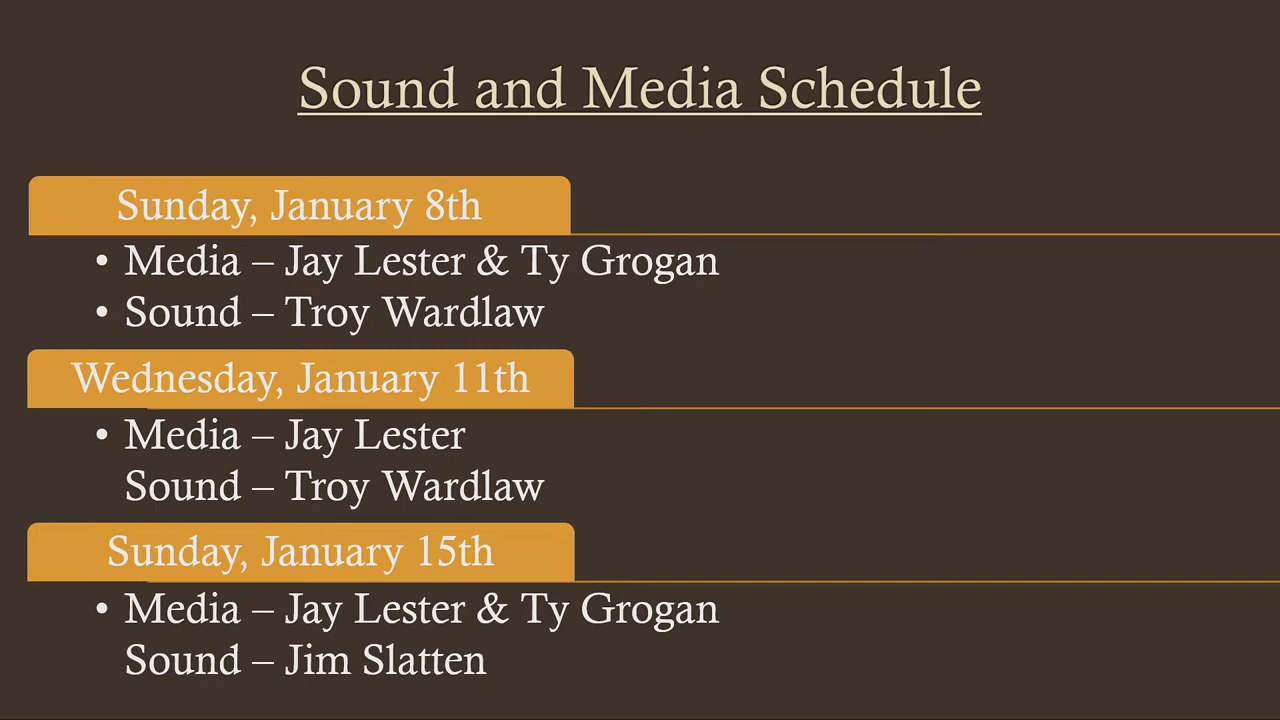 Sound and Media Schedule
Sunday, January 8th
• Media – Jay Lester & Ty Grogan
• Sound – Troy Wardlaw
Wednesday, January 11th
• Media – Jay Lester
Sound – Troy Wardlaw
Sunday, January 15th
• Media – Jay Lester & Ty Grogan
Sound – Jim Slatten